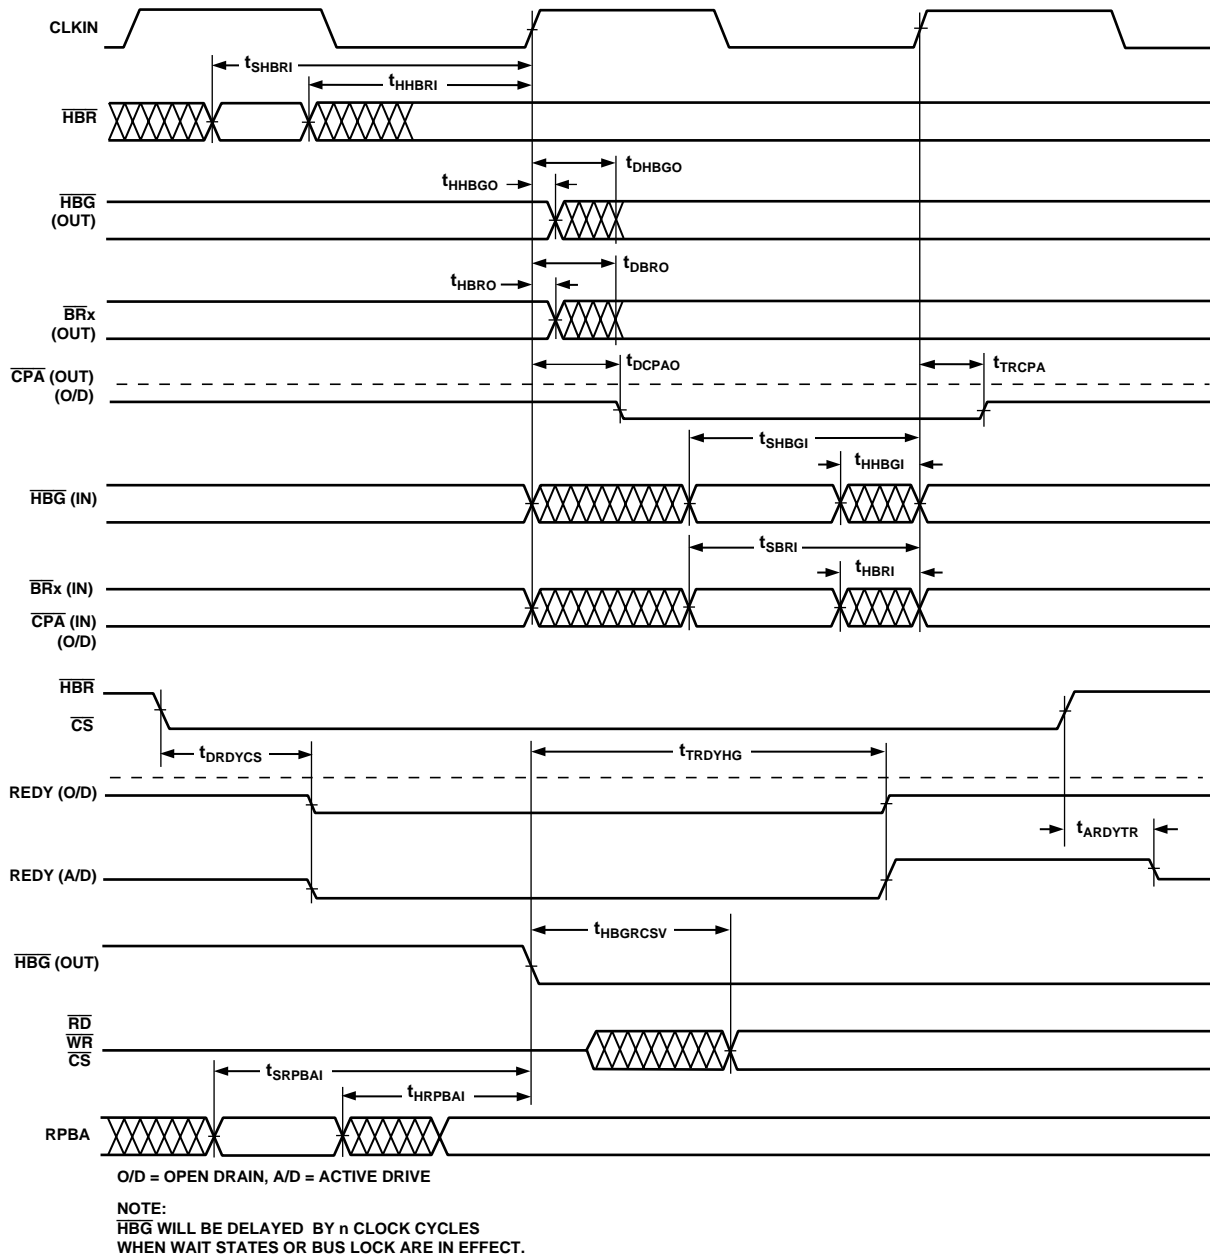 CLKIN
tSHBRI
tHHBRI
HBR
tDHBGO
tHHBGO
HBG
(OUT)
tDBRO
tHBRO
BRx
(OUT)
tDCPAO
tTRCPA
CPA (OUT)
(O/D)
tSHBGI
tHHBGI
HBG (IN)
tSBRI
tHBRI
BRx (IN)
CPA (IN)
(O/D)
HBR
CS
tDRDYCS
tTRDYHG
REDY (O/D)
tARDYTR
REDY (A/D)
tHBGRCSV
HBG (OUT)
RD
WR
CS
tSRPBAI
tHRPBAI
RPBA
O/D = OPEN DRAIN, A/D = ACTIVE DRIVE
NOTE:
HBG WILL BE DELAYED BY n CLOCK CYCLES
WHEN WAIT STATES OR BUS LOCK ARE IN EFFECT.